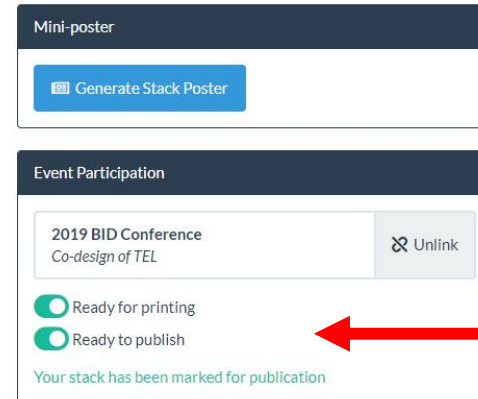 Mini-poster
Generate Stack Poster
Event Participation
2019 BID Conference
Co-design of TEL
Unlink
Ready for printing
Ready to publish
Your stack has been marked for publication